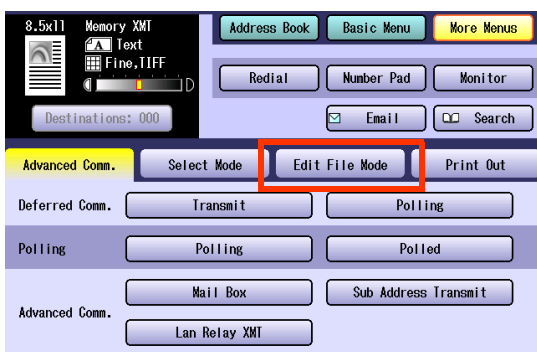 8.5x11 Memory XMT
A Text
Fine,TIFF
D
Destinations: 000
Address Book Basic Menu More Menus
Redial Number Pad Monitor
Email Search
Advanced Comm. Select Mode Edit File Mode Print Out
Deferred Comm. Transmit Polling
Polling Polling Polled
Advanced Comm. Mail Box Sub Address Transmit
Lan Relay XMT